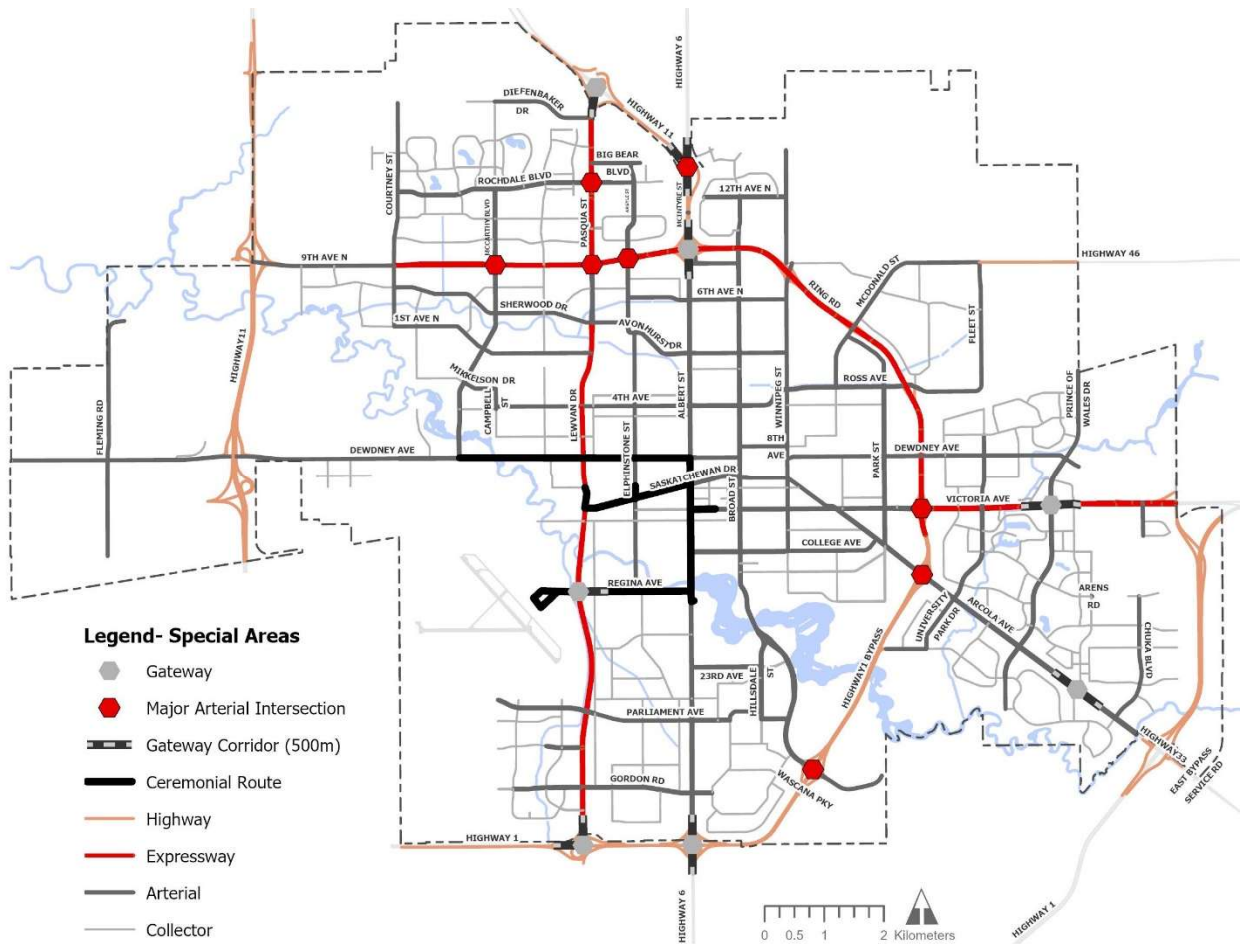 HIGHWAY 6
DIEFENBAKER
DR
HIGHWAY 11
BIG BEAR
BLVD
COURTNEY ST
ROCHDALE BLVD
MCCARTHY BLVD
PASQUA ST
MCINTYRE ST
12TH AVE N
9TH AVE N
HIGHWAY 46
MCDONALD ST
RING RD
FLEET ST
6TH AVE N
SHERWOOD DR
1ST AVE N
AVONHURST DR
HIGHWAY11
MIKKELSON DR
CAMPBELL
ST
LEWVAN DR
4TH AVE
ALBERT ST
WINNIPEG ST
ROSS AVE
PRINCE OF
WALES DR
FLEMING RD
DEWDNEY AVE
ELPHINSTONE ST
SASKATCHEWAN DR
8TH
AVE
BROAD ST
PARK ST
DEWDNEY AVE
VICTORIA AVE
COLLEGE AVE
REGINA AVE
UNIVERSITY
PARK DR
ARCOLA AVE
ARENS
RD
CHUKA BLVD
HIGHWAY1 BYPASS
23RD AVE
HILLSDALE
ST
PARLIAMENT AVE
GORDON RD
WASCANA PKY
HIGHWAY33
EAST BYPASS
SERVICE RD
HIGHWAY 1
HIGHWAY 6
HIGHWAY 1
Legend- Special Areas
Gateway
Major Arterial Intersection
Gateway Corridor (500m)
Ceremonial Route
Highway
Expressway
Arterial
Collector
0 0.5 1 2 Kilometers